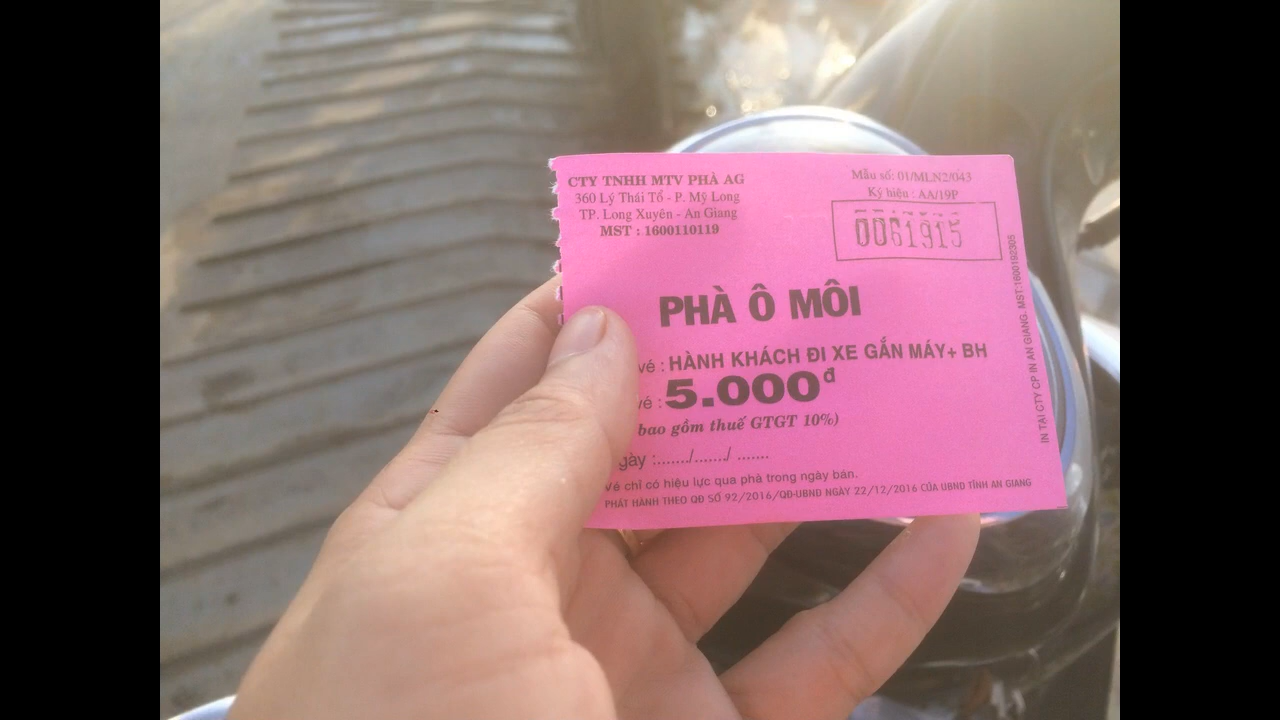 CTY TNHH MTV PHÀ AG
360 Lý Thái Tổ - P. Mỹ Long
TP. Long Xuyên - An Giang
MST : 1600110119
Mẫu số: 01/MLN2/043
Ký hiệu : AA/19P
0061915
PHÀ Ô MÔI
vé : HÀNH KHÁCH ĐI XE GẮN MÁY+ BH
vé : 5.000đ
bao gồm thuế GTGT 10%)
gày :......./......./ .......
Vé chỉ có hiệu lực qua phà trong ngày bán.
PHÁT HÀNH THEO QĐ SỐ 92/2016/QĐ-UBND NGÀY 22/12/2016 CỦA UBND TỈNH AN GIANG
IN TẠI CTY CP IN AN GIANG. MST:1600192305